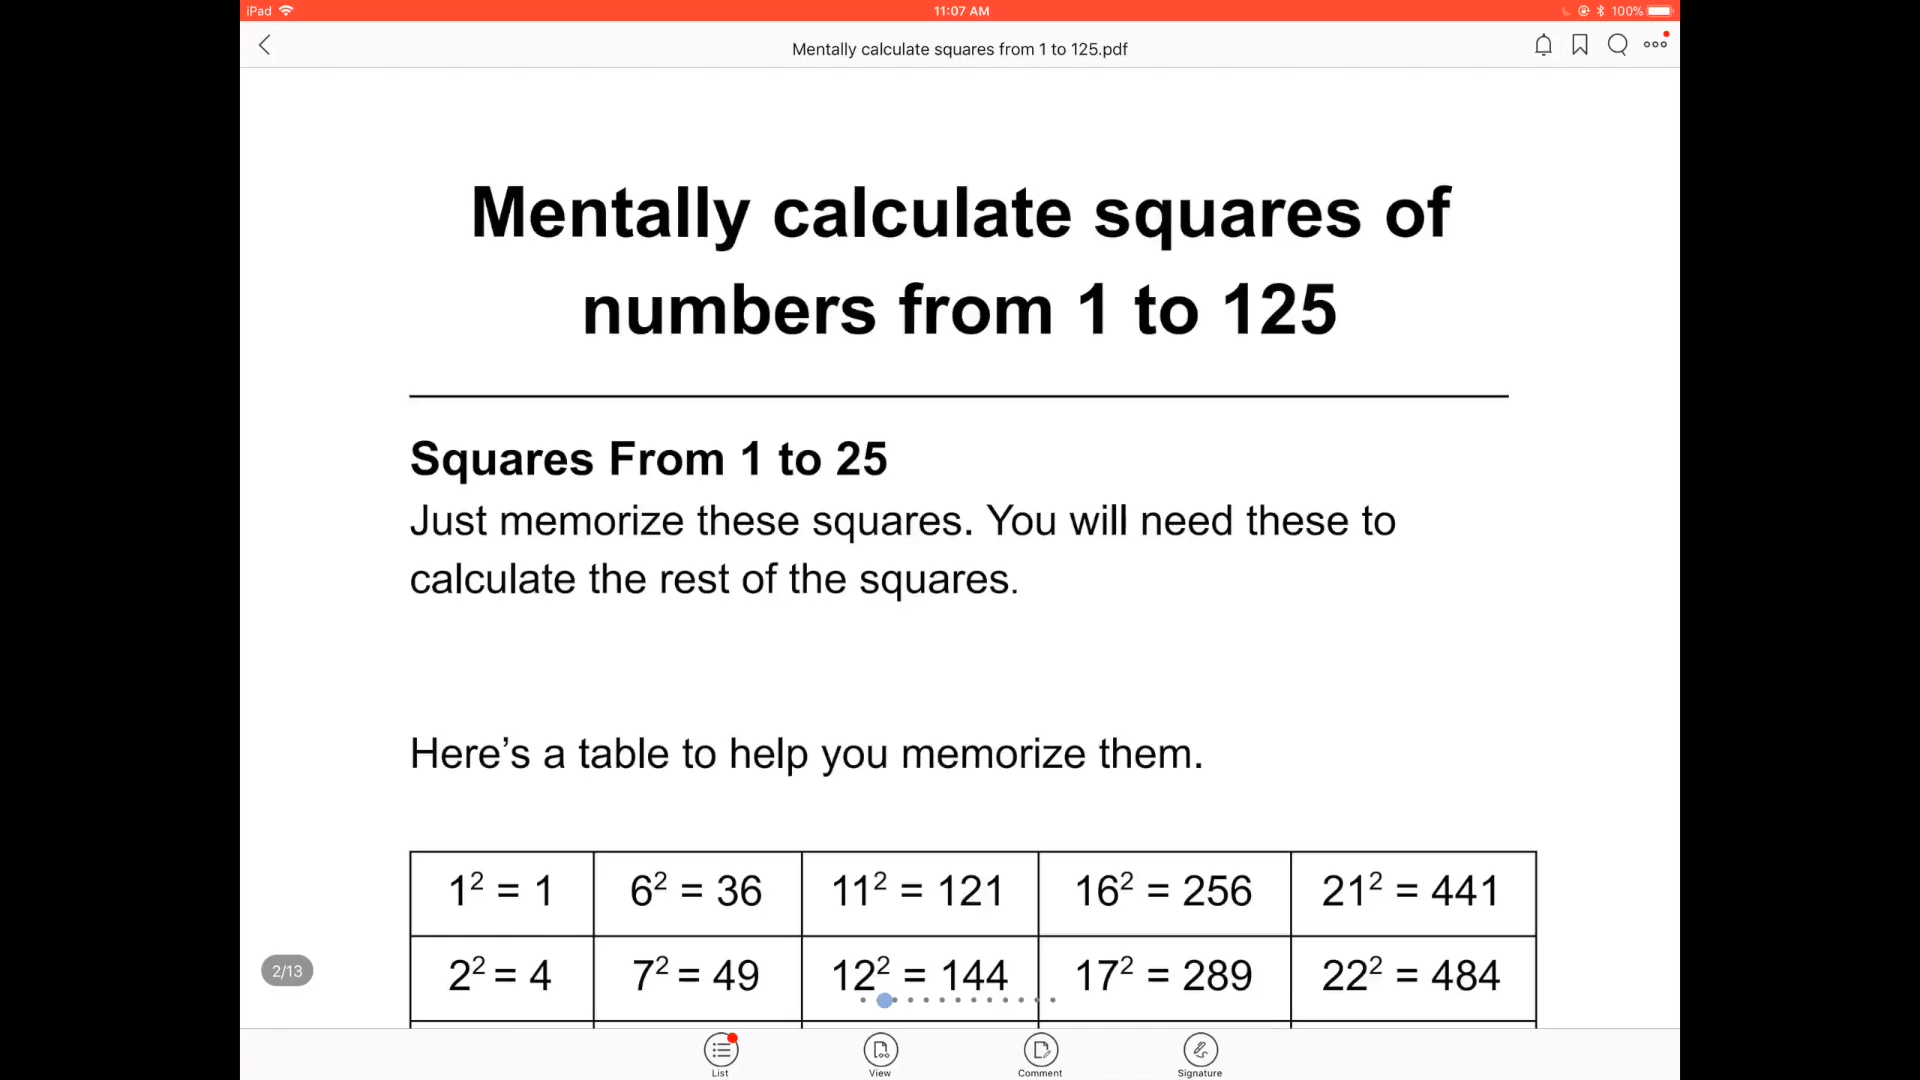 iPad
11:07 AM
100%
Mentally calculate squares from 1 to 125.pdf
Mentally calculate squares of
numbers from 1 to 125
Squares From 1 to 25
Just memorize these squares. You will need these to
calculate the rest of the squares.
Here’s a table to help you memorize them.
1² = 1 6² = 36 11² = 121 16² = 256 21² = 441
2² = 4 7² = 49 12² = 144 17² = 289 22² = 484
2/13
List View Comment Signature